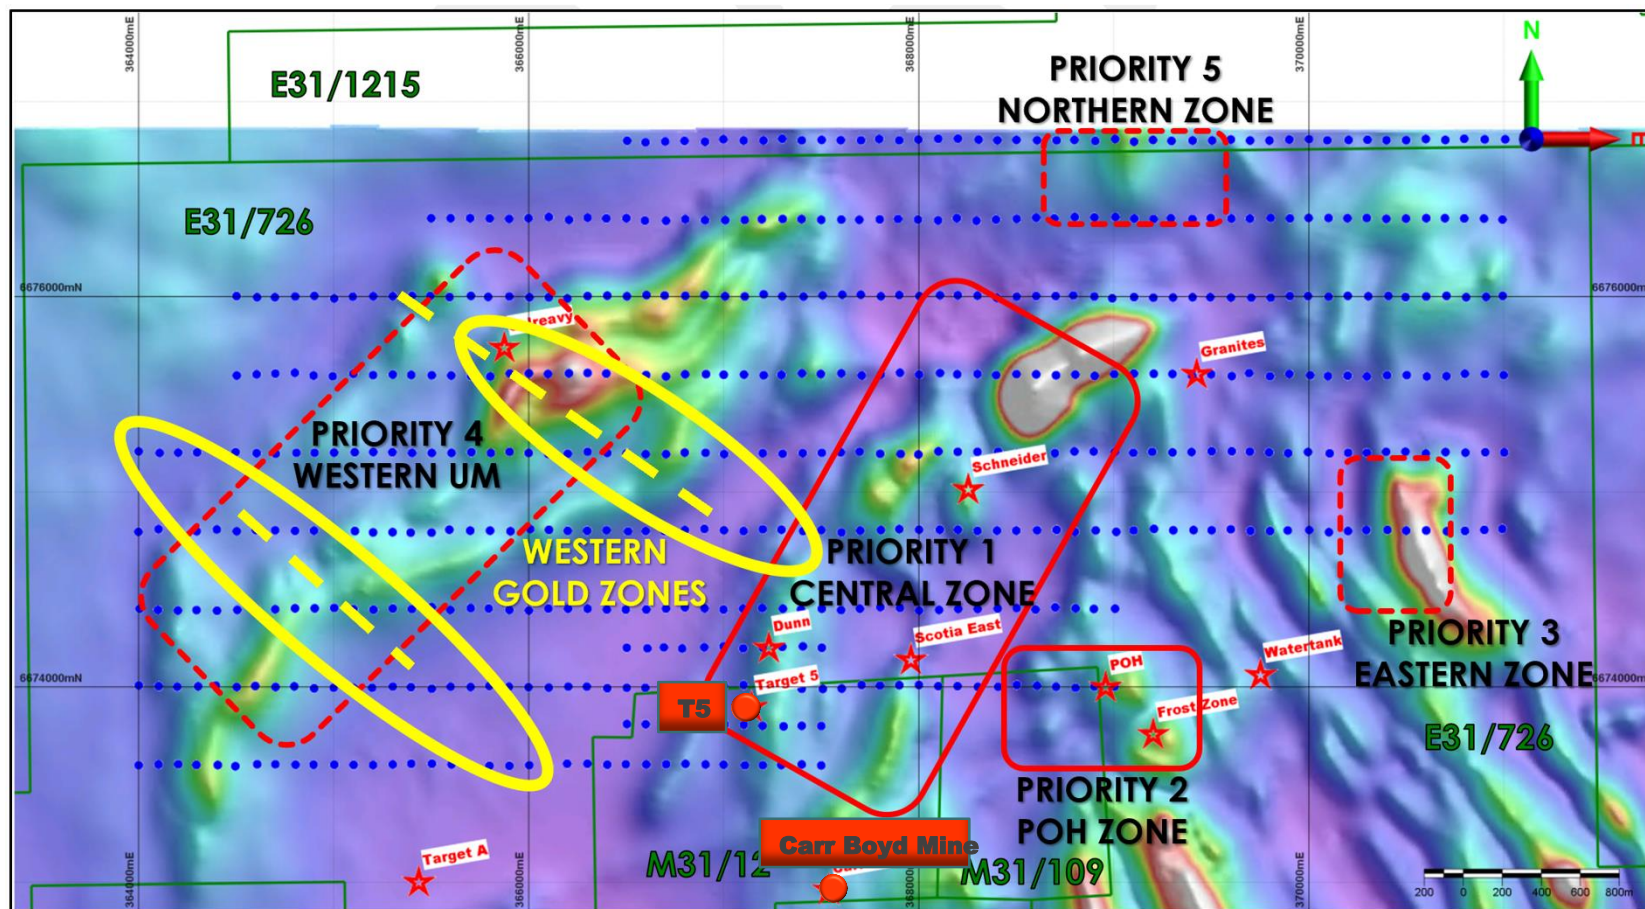 364000mE
366000mE
368000mE
370000mE
N
PRIORITY 5
NORTHERN ZONE
E31/1215
E31/726
6676000mN
6676000m
Granites
PRIORITY 4
WESTERN UM
Schneider
WESTERN
GOLD ZONES
PRIORITY 1
CENTRAL ZONE
Dunn
Scotia East
PRIORITY 3
EASTERN ZONE
Watertank
POH
6674000mN
6674000m
Target 5
T5
Frost Zone
E31/726
PRIORITY 2
POH ZONE
Carr Boyd Mine
Target A
M31/12
M31/109
364000mE
366000mE
368000
370000mE
200 0 200 400 600 800m